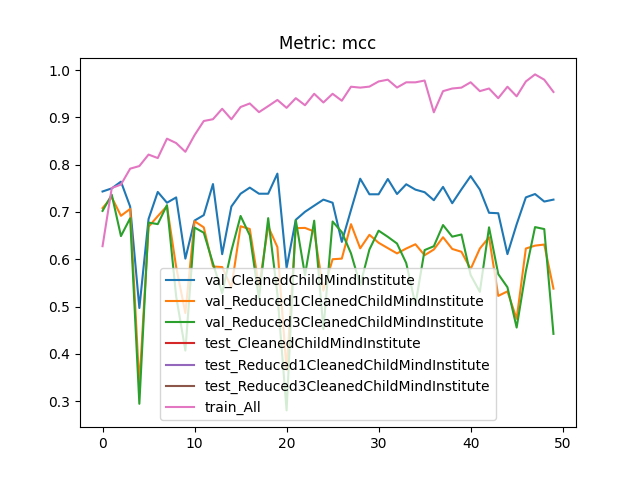 Metric: mcc
1.0
0.9
0.8
0.7
0.6
0.5
0.4
0.3
val_CleanedChildMindInstitute
val_Reduced1CleanedChildMindInstitute
val_Reduced3CleanedChildMindInstitute
test_CleanedChildMindInstitute
test_Reduced1CleanedChildMindInstitute
test_Reduced3CleanedChildMindInstitute
train_All
0 10 20 30 40 50